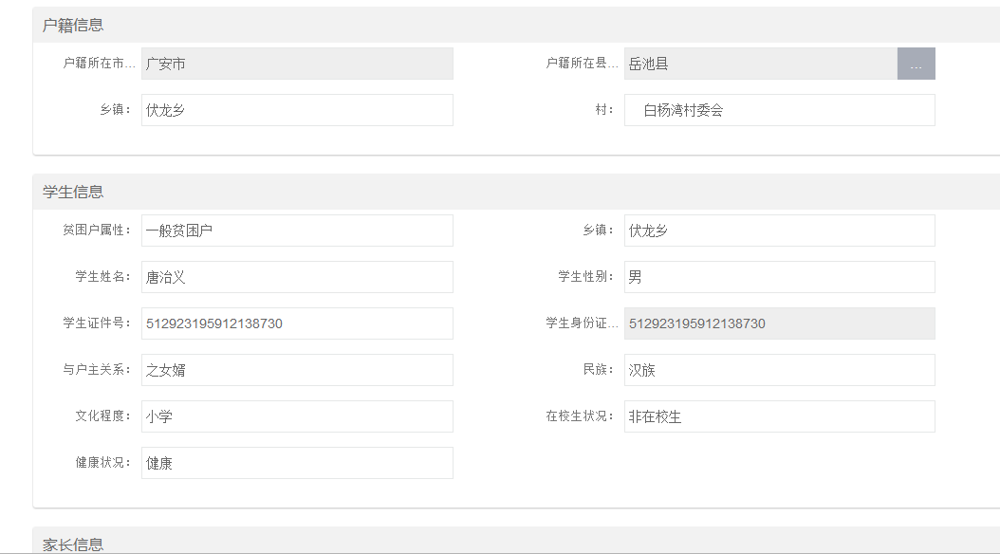 户籍信息
户籍所在市... 广安市 户籍所在县... 岳池县 ...
乡镇： 伏龙乡 村： 白杨湾村委会
学生信息
贫困户属性： 一般贫困户 乡镇： 伏龙乡
学生姓名： 唐治义 学生性别： 男
学生证件号： 512923195912138730 学生身份证... 512923195912138730
与户主关系： 之女婿 民族： 汉族
文化程度： 小学 在校生状况： 非在校生
健康状况： 健康
家长信息